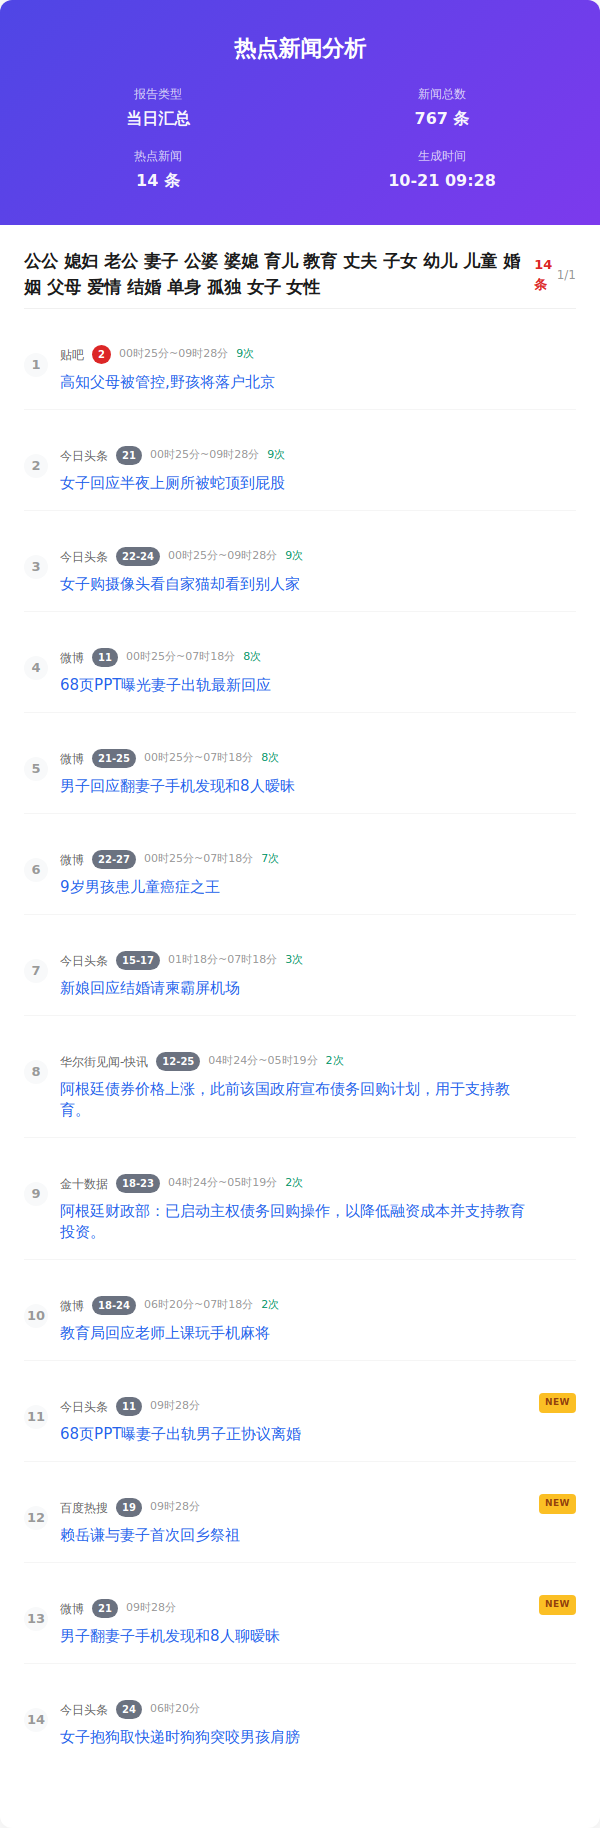 热点新闻分析
报告类型
新闻总数
当日汇总
767 条
热点新闻
生成时间
14 条
10-21 09:28
公公 媳妇 老公 妻子 公婆 婆媳 育儿 教育 丈夫 子女 幼儿 儿童 婚
姻 父母 爱情 结婚 单身 孤独 女子 女性
14
条
1/1
1
贴吧 2 00时25分~09时28分 9次
高知父母被管控,野孩将落户北京
2
今日头条 21 00时25分~09时28分 9次
女子回应半夜上厕所被蛇顶到屁股
3
今日头条 22-24 00时25分~09时28分 9次
女子购摄像头看自家猫却看到别人家
4
微博 11 00时25分~07时18分 8次
68页PPT曝光妻子出轨最新回应
5
微博 21-25 00时25分~07时18分 8次
男子回应翻妻子手机发现和8人暧昧
6
微博 22-27 00时25分~07时18分 7次
9岁男孩患儿童癌症之王
7
今日头条 15-17 01时18分~07时18分 3次
新娘回应结婚请柬霸屏机场
8
华尔街见闻-快讯 12-25 04时24分~05时19分 2次
阿根廷债券价格上涨，此前该国政府宣布债务回购计划，用于支持教
育。
9
金十数据 18-23 04时24分~05时19分 2次
阿根廷财政部：已启动主权债务回购操作，以降低融资成本并支持教育
投资。
10
微博 18-24 06时20分~07时18分 2次
教育局回应老师上课玩手机麻将
11
今日头条 11 09时28分
NEW
68页PPT曝妻子出轨男子正协议离婚
12
百度热搜 19 09时28分
NEW
赖岳谦与妻子首次回乡祭祖
13
微博 21 09时28分
NEW
男子翻妻子手机发现和8人聊暧昧
14
今日头条 24 06时20分
女子抱狗取快递时狗狗突咬男孩肩膀